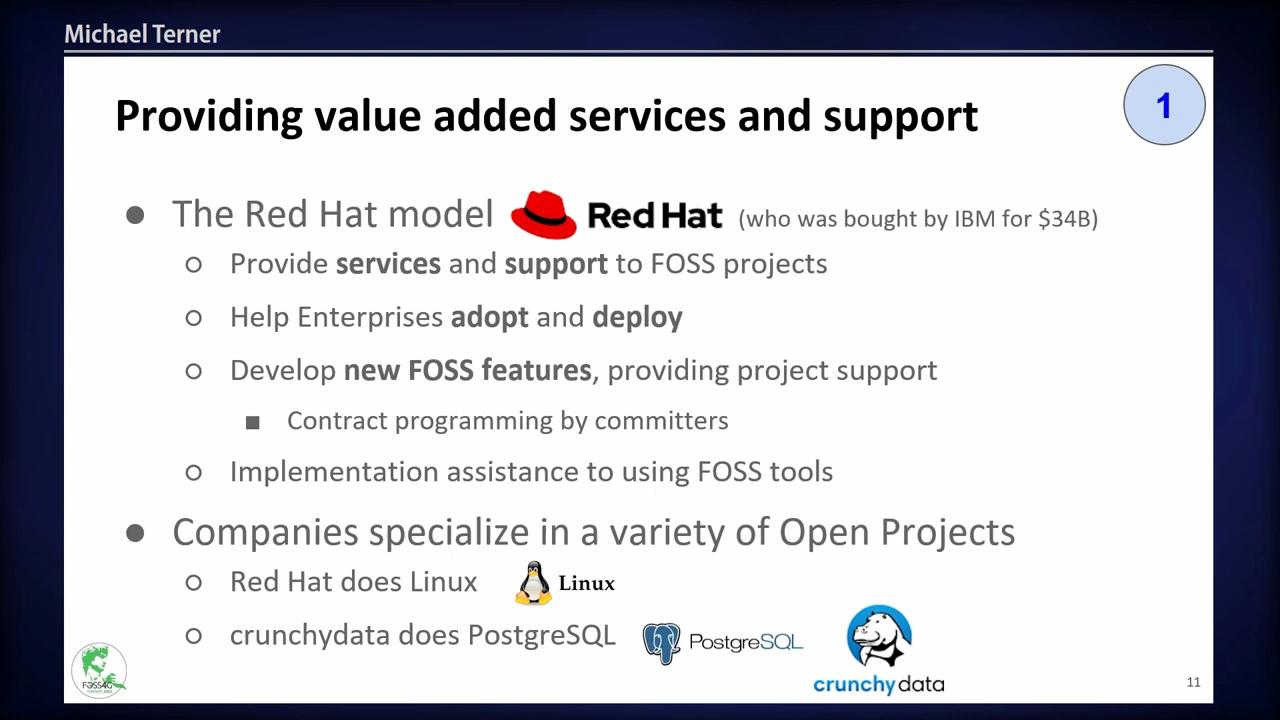 Michael Terner
Providing value added services and support
1
● The Red Hat model Red Hat (who was bought by IBM for $34B)
○ Provide services and support to FOSS projects
○ Help Enterprises adopt and deploy
○ Develop new FOSS features, providing project support
■ Contract programming by committers
○ Implementation assistance to using FOSS tools
● Companies specialize in a variety of Open Projects
○ Red Hat does Linux Linux
○ crunchydata does PostgreSQL PostgreSQL
crunchy data
FOSS4G
11